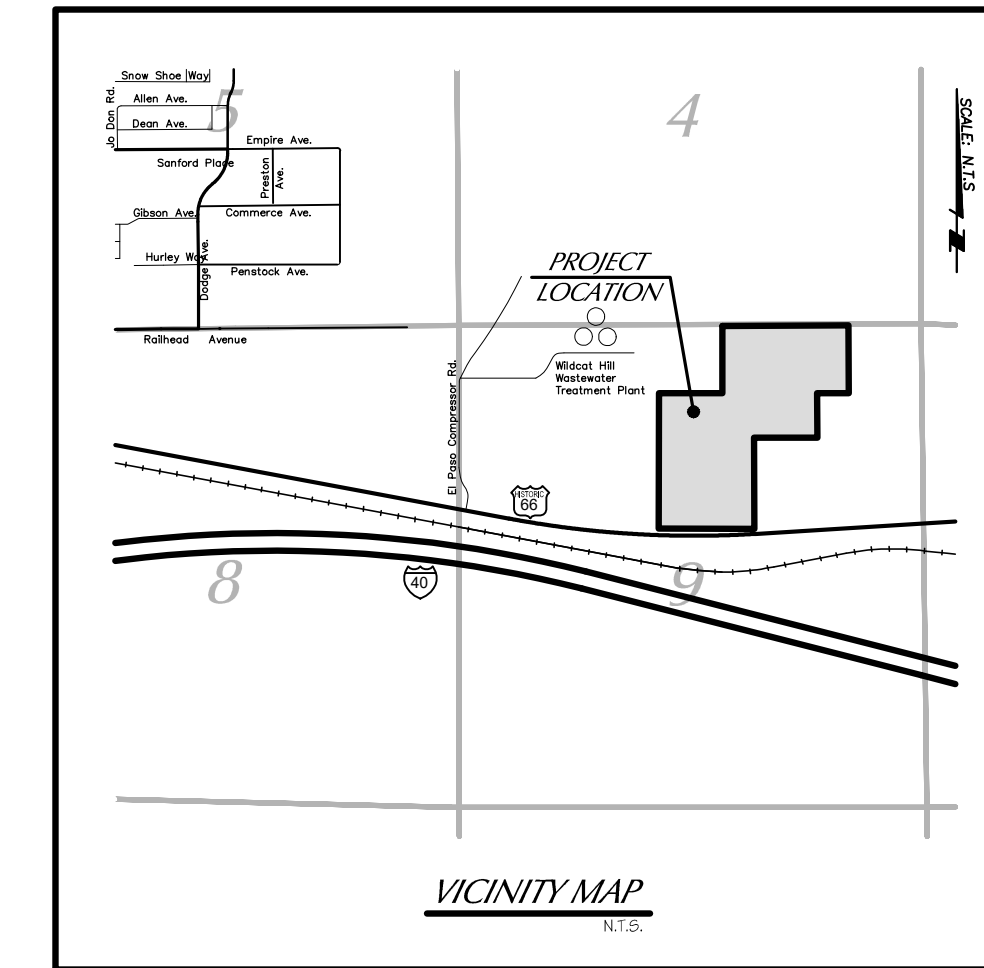 Snow Shoe Way
Allen Ave.
Jo Don Rd.
Dean Ave.
5
4
SCALE: N.T.S
N
Empire Ave.
Sanford Place
Preston
Ave.
Gibson Ave.
Commerce Ave.
Hurley Way
Dodge Ave.
Penstock Ave.
Railhead Avenue
PROJECT
LOCATION
Wildcat Hill
Wastewater
Treatment Plant
El Paso Compressor Rd.
HISTORIC
66
8
40
9
VICINITY MAP
N.T.S.